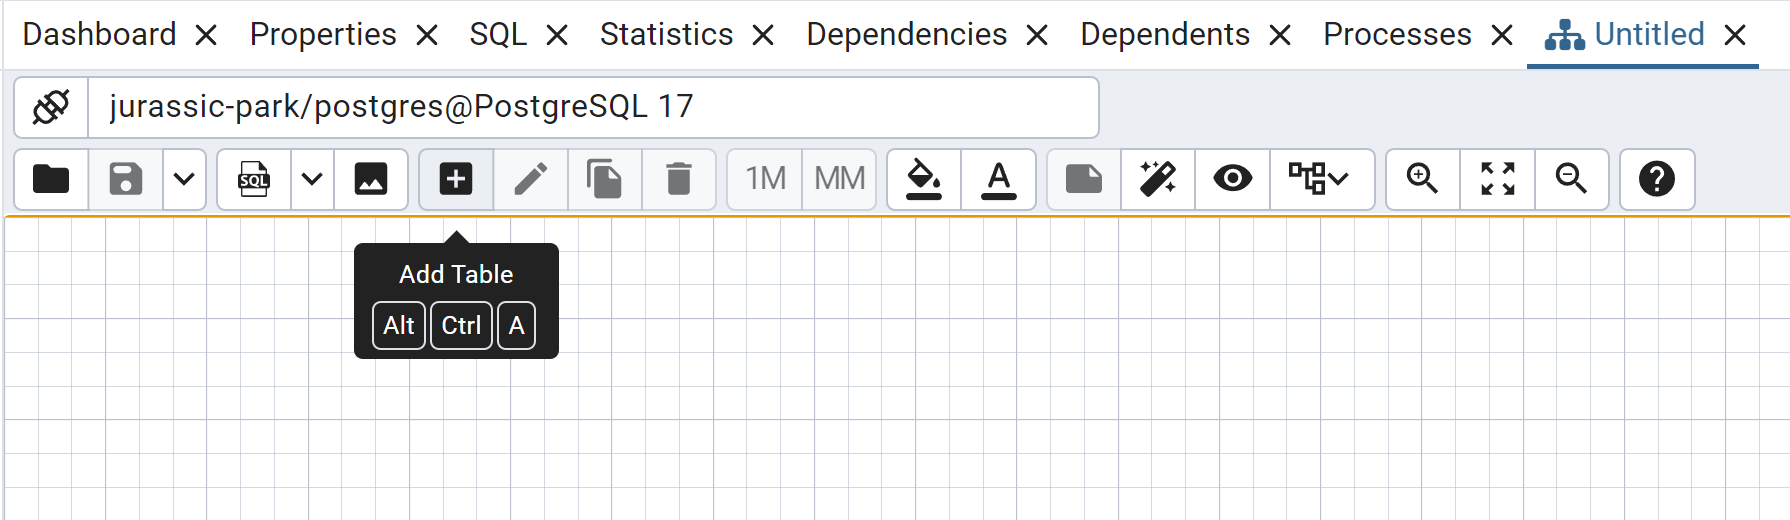 Dashboard Properties SQL Statistics Dependencies Dependents Processes Untitled
jurassic-park/postgres@PostgreSQL 17
SQL 1M MM A ?
Add Table
Alt Ctrl A